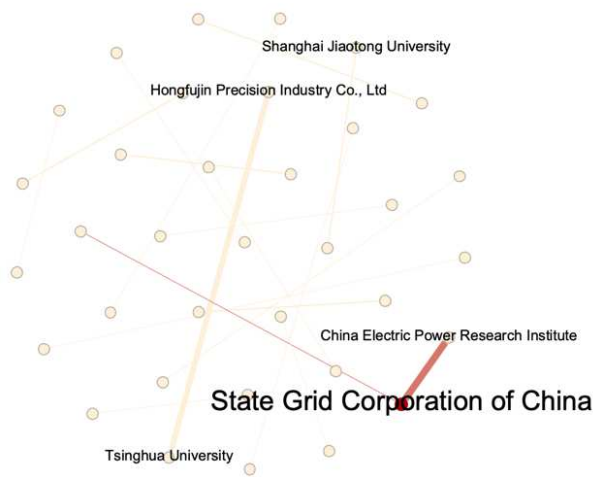 Shanghai Jiaotong University
Hongfujin Precision Industry Co., Ltd
China Electric Power Research Institute
State Grid Corporation of China
Tsinghua University